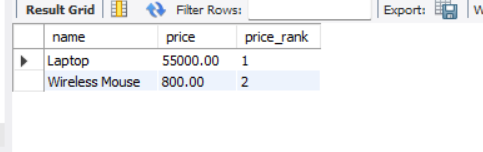 Result Grid Filter Rows: Export:
name price price_rank
Laptop 55000.00 1
Wireless Mouse 800.00 2